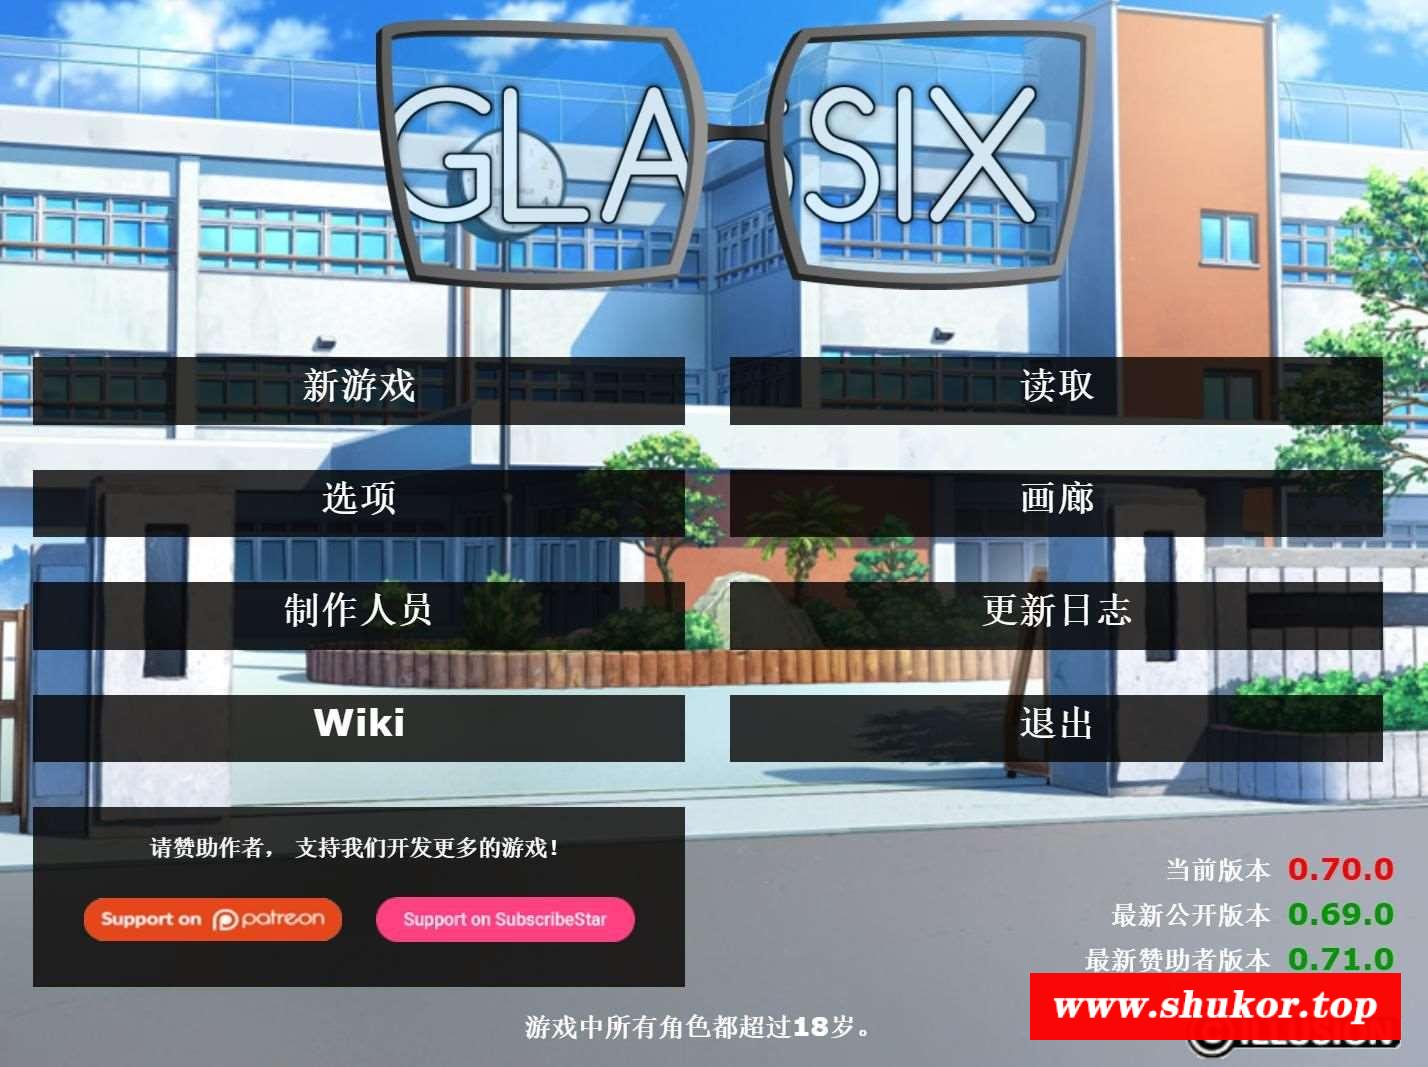 GLASSIX
新游戏
读取
选项
画廊
制作人员
更新日志
Wiki
退出
请赞助作者， 支持我们开发更多的游戏！
Support on patreon
Support on SubscribeStar
当前版本 0.70.0
最新公开版本 0.69.0
最新赞助者版本 0.71.0
www.shukor.top
游戏中所有角色都超过18岁。